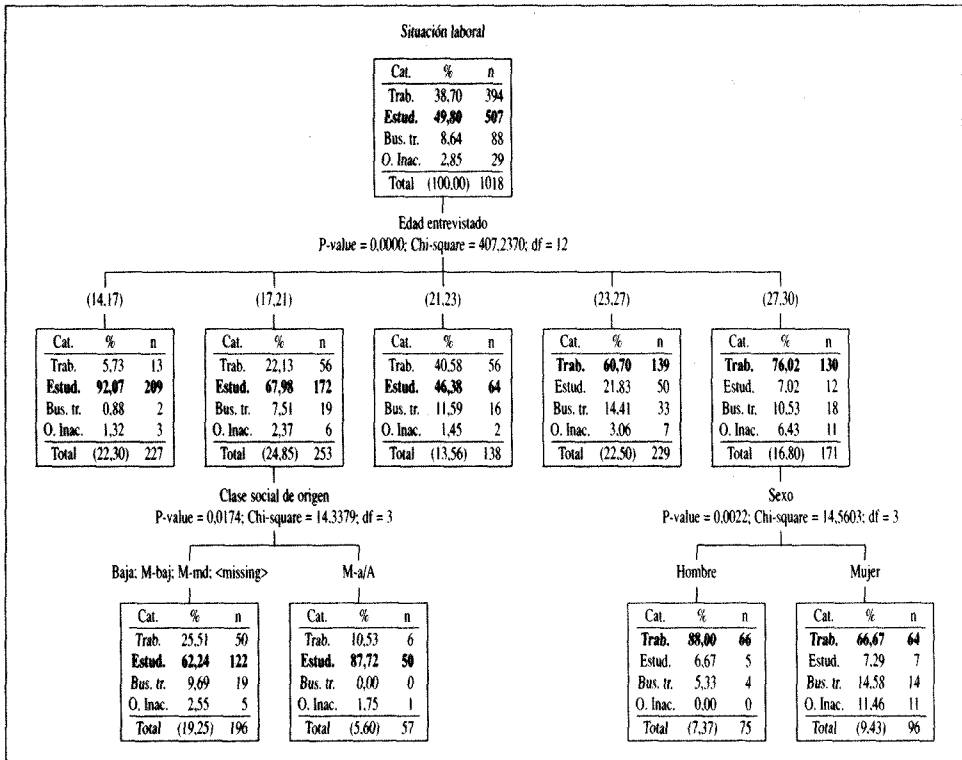 Situación laboral
Cat. % n
Trab. 38,70 394
Estud. 49,80 507
Bus. tr. 8,64 88
O. Inac. 2,85 29
Total (100,00) 1018
Edad entrevistado
P-value = 0,0000; Chi-square = 407,2370; df = 12
(14,17) (17,21) (21,23) (23,27) (27,30)
Cat. % n Cat. % n Cat. % n Cat. % n Cat. % n
Trab. 5,73 13 Trab. 22,13 56 Trab. 40,58 56 Trab. 60,70 139 Trab. 76,02 130
Estud. 92,07 209 Estud. 67,98 172 Estud. 46,38 64 Estud. 21,83 50 Estud. 7,02 12
Bus. tr. 0,88 2 Bus. tr. 7,51 19 Bus. tr. 11,59 16 Bus. tr. 14,41 33 Bus. tr. 10,53 18
O. Inac. 1,32 3 O. Inac. 2,37 6 O. Inac. 1,45 2 O. Inac. 3,06 7 O. Inac. 6,43 11
Total (22,30) 227 Total (24,85) 253 Total (13,56) 138 Total (22,50) 229 Total (16,80) 171
Clase social de origen Sexo
P-value = 0,0174; Chi-square = 14.3379; df = 3 P-value = 0,0022; Chi-square = 14,5603; df = 3
Baja; M-baj; M-md; <missing> M-a/A Hombre Mujer
Cat. % n Cat. % n Cat. % n Cat. % n
Trab. 25,51 50 Trab. 10,53 6 Trab. 88,00 66 Trab. 66,67 64
Estud. 62,24 122 Estud. 87,72 50 Estud. 6,67 5 Estud. 7,29 7
Bus. tr. 9,69 19 Bus. tr. 0,00 0 Bus. tr. 5,33 4 Bus. tr. 14,58 14
O. Inac. 2,55 5 O. Inac. 1,75 1 O. Inac. 0,00 0 O. Inac. 11,46 11
Total (19,25) 196 Total (5,60) 57 Total (7,37) 75 Total (9,43) 96